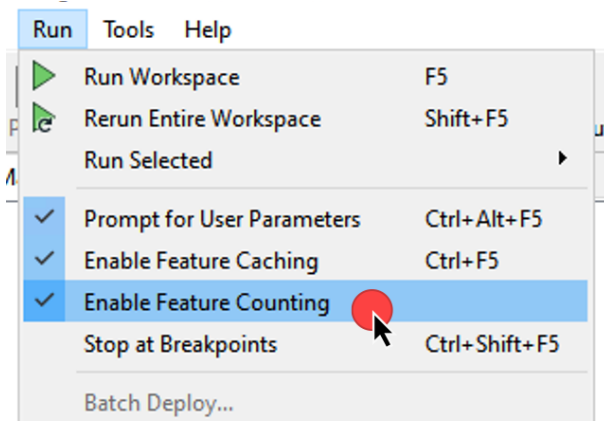 Run Tools Help
Run Workspace F5
Rerun Entire Workspace Shift+F5
Run Selected
Prompt for User Parameters Ctrl+Alt+F5
Enable Feature Caching Ctrl+F5
Enable Feature Counting
Stop at Breakpoints Ctrl+Shift+F5
Batch Deploy...